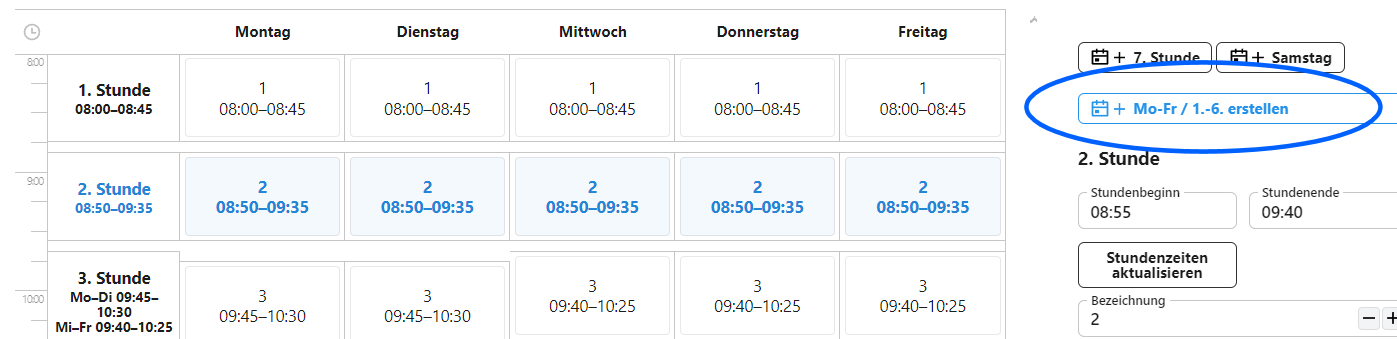 Montag Dienstag Mittwoch Donnerstag Freitag
8:00
1. Stunde
08:00–08:45
1 1 1 1 1
08:00–08:45 08:00–08:45 08:00–08:45 08:00–08:45 08:00–08:45
9:00
2. Stunde
08:50–09:35
2 2 2 2 2
08:50–09:35 08:50–09:35 08:50–09:35 08:50–09:35 08:50–09:35
10:00
3. Stunde
Mo–Di 09:45–
10:30
Mi–Fr 09:40–10:25
3 3 3 3 3
09:45–10:30 09:45–10:30 09:40–10:25 09:40–10:25 09:40–10:25
7. Stunde Samstag
Mo-Fr / 1.-6. erstellen
2. Stunde
Stundenbeginn Stundenende
08:55 09:40
Stundenzeiten
aktualisieren
Bezeichnung
2